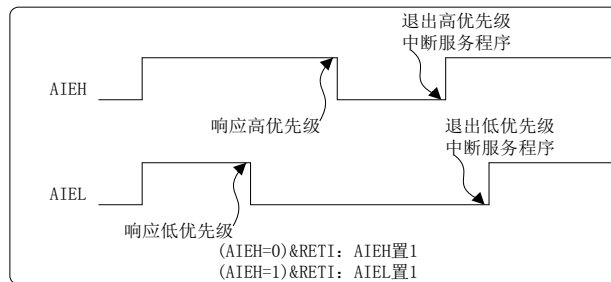 退出高优先级
中断服务程序
AIEH
响应高优先级
退出低优先级
中断服务程序
AIEL
响应低优先级
(AIEH=0)&RETI: AIEH置1
(AIEH=1)&RETI: AIEL置1